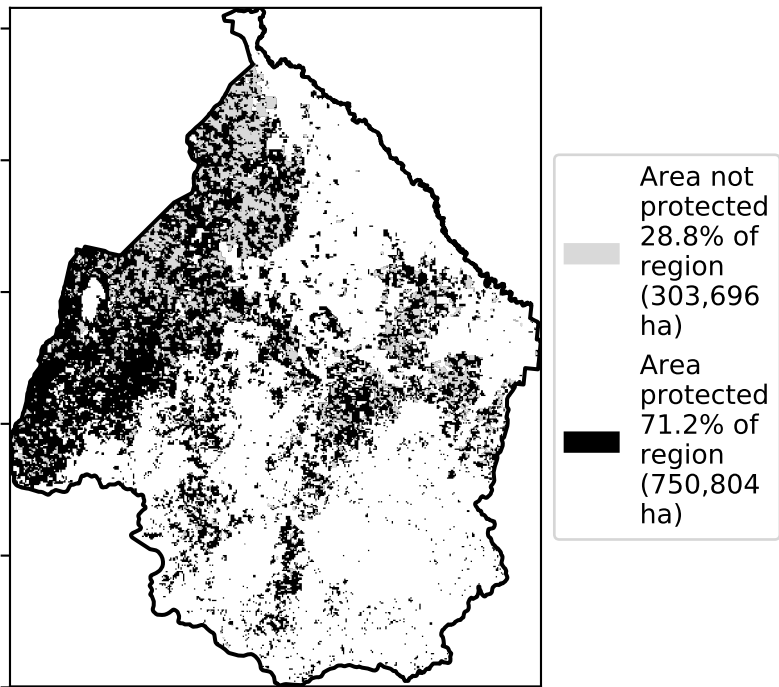 Area not
protected
28.8% of
region
(303,696
ha)
Area
protected
71.2% of
region
(750,804
ha)